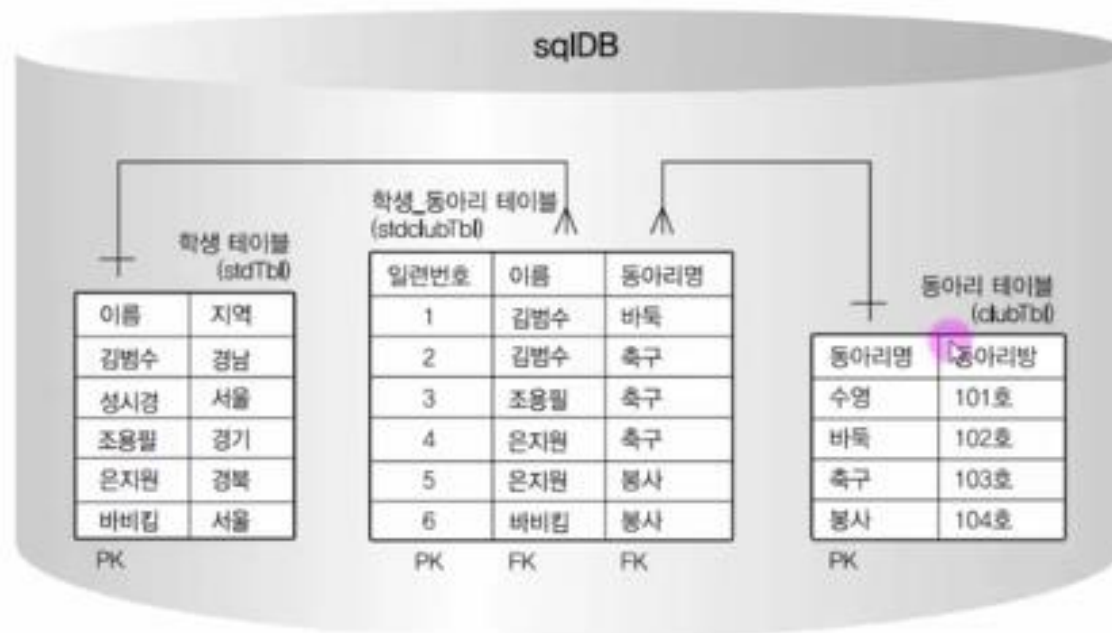 sqlDB
학생 테이블
(stdTbl)
이름 지역
김범수 경남
성시경 서울
조용필 경기
은지원 경북
바비킴 서울
PK
학생_동아리 테이블
(stdclubTbl)
일련번호 이름 동아리명
1 김범수 바둑
2 김범수 축구
3 조용필 축구
4 은지원 축구
5 은지원 봉사
6 바비킴 봉사
PK FK FK
동아리 테이블
(clubTbl)
동아리명 동아리방
수영 101호
바둑 102호
축구 103호
봉사 104호
PK